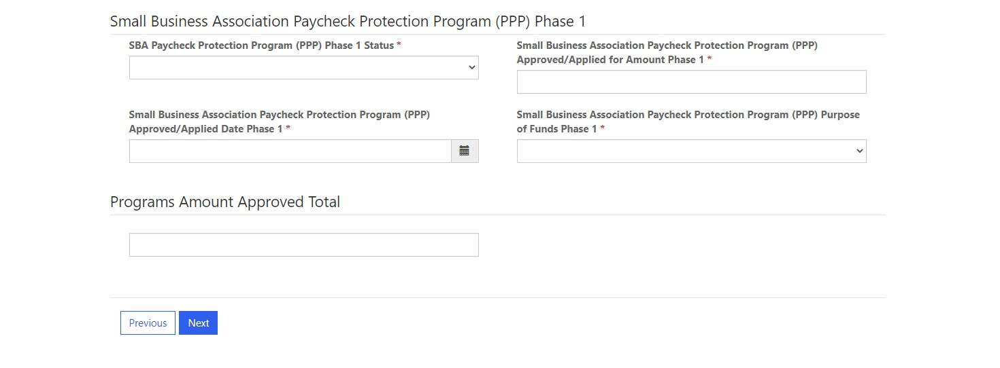 Small Business Association Paycheck Protection Program (PPP) Phase 1
SBA Paycheck Protection Program (PPP) Phase 1 Status *
Small Business Association Paycheck Protection Program (PPP)
Approved/Applied for Amount Phase 1 *
Small Business Association Paycheck Protection Program (PPP)
Approved/Applied Date Phase 1 *
Small Business Association Paycheck Protection Program (PPP) Purpose
of Funds Phase 1 *
Programs Amount Approved Total
Previous
Next